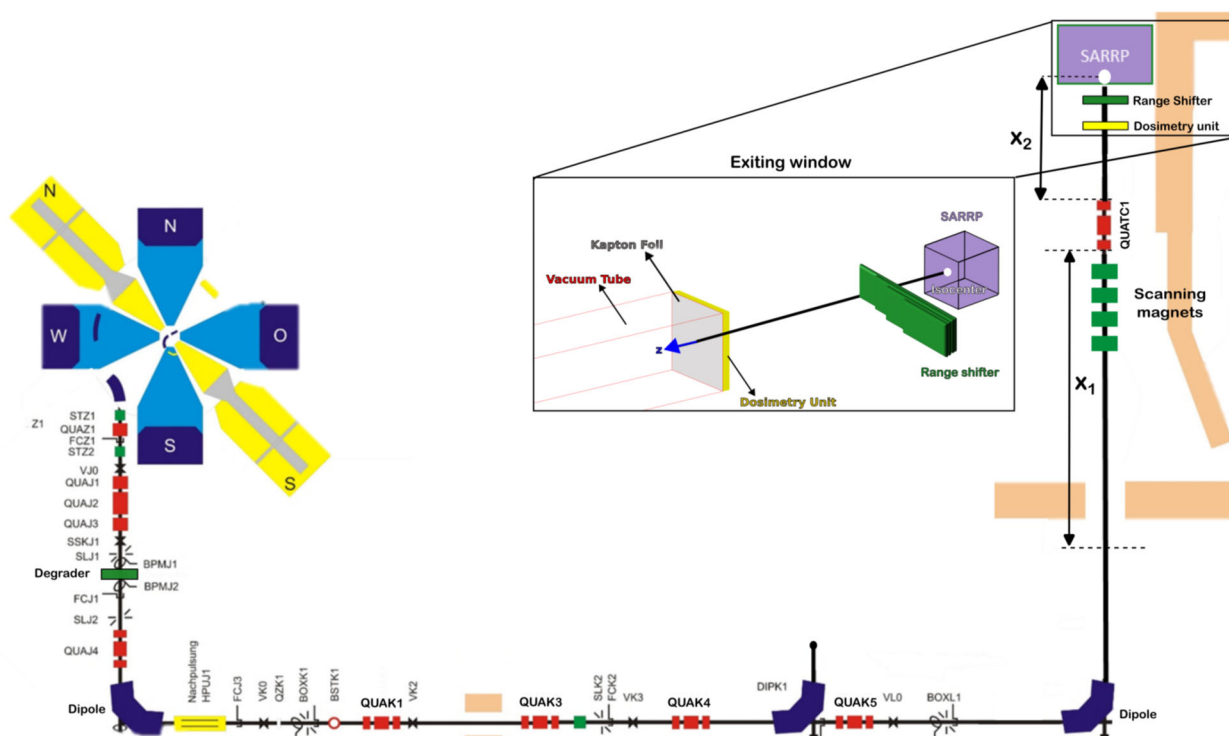 SARRP
Range Shifter
Dosimetry unit
X2
Exiting window
QUATC1
SARRP
Kapton Foil
Vacuum Tube
Isocenter
Scanning
magnets
z
Range shifter
Dosimetry Unit
X1
N
N
W
O
S
S
Z1
STZ1
QUAZ1
FCZ1
STZ2
VJ0
QUAJ1
QUAJ2
QUAJ3
SSKJ1
SLJ1
BPMJ1
Degrader
BPMJ2
FCJ1
SLJ2
QUAJ4
Dipole
Nachpulsung
HPUJ1
FCJ3
VK0
QZK1
BOXK1
BSTK1
QUAK1
VK2
QUAK3
SLK2
FCK2
VK3
QUAK4
DIPK1
QUAK5
VL0
BOXL1
Dipole